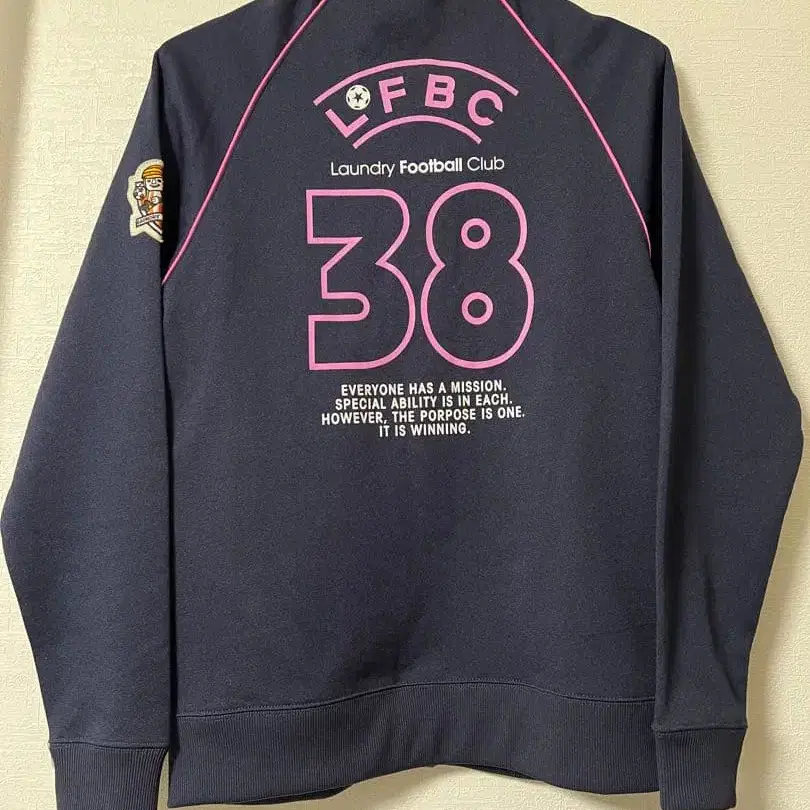 LFBC
Laundry Football Club
38
EVERYONE HAS A MISSION.
SPECIAL ABILITY IS IN EACH.
HOWEVER, THE PORPOSE IS ONE.
IT IS WINNING.
LAUNDRY